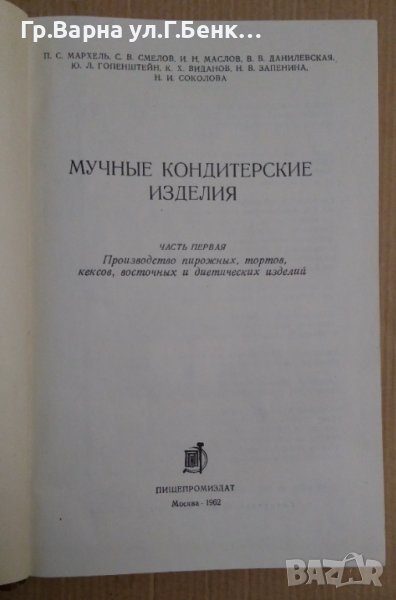 Гр.Варна ул.Г.Бенк...
П. С. МАРХЕЛЬ, С. В. СМЕЛОВ, И. Н. МАСЛОВ, В. В. ДАНИЛЕВСКАЯ,
Ю. Л. ГОПЕНШТЕЙН, К. Х. ВИДАНОВ, Н. В. ЗАПЕНИНА,
Н. И. СОКОЛОВА
МУЧНЫЕ КОНДИТЕРСКИЕ
ИЗДЕЛИЯ
ЧАСТЬ ПЕРВАЯ
Производство пирожных, тортов,
кексов, восточных и диетических изделий
ПИЩЕПРОМИЗДАТ
Москва - 1962
BAZAR